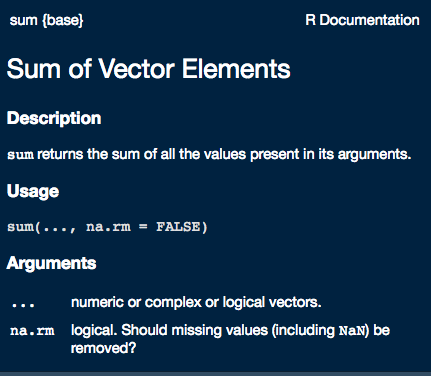 sum {base} R Documentation
Sum of Vector Elements
Description
sum returns the sum of all the values present in its arguments.
Usage
sum(..., na.rm = FALSE)
Arguments
... numeric or complex or logical vectors.
na.rm logical. Should missing values (including NaN) be
removed?